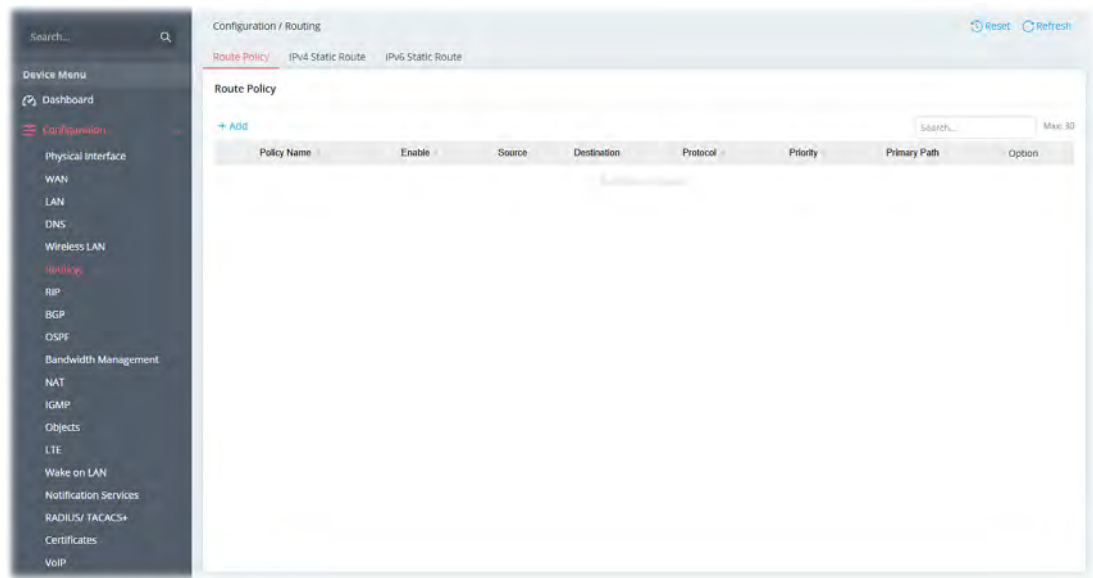 Search...
Device Menu
Dashboard
Configuration
Physical Interface
WAN
LAN
DNS
Wireless LAN
Routing
RIP
BGP
OSPF
Bandwidth Management
NAT
IGMP
Objects
LTE
Wake on LAN
Notification Services
RADIUS/ TACACS+
Certificates
VoIP
Configuration / Routing
Reset Refresh
Route Policy IPv4 Static Route IPv6 Static Route
Route Policy
+ Add Search... Max: 30
Policy Name Enable Source Destination Protocol Priority Primary Path Option